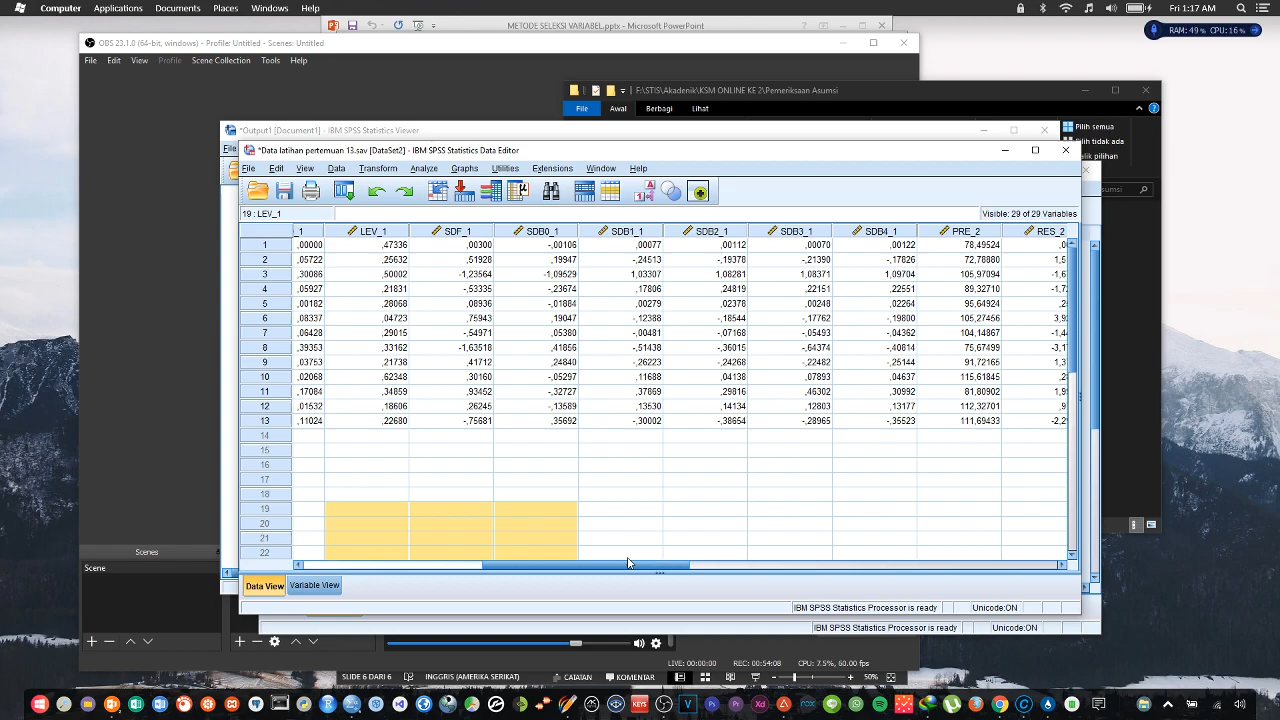 Computer Applications Documents Places Windows Help
Fri 1:17 AM
RAM: 49 % CPU: 16 %
METODE SELEKSI VARIABEL.pptx - Microsoft PowerPoint
OBS 23.1.0 (64-bit, windows) - Profile: Untitled - Scenes: Untitled
File Edit View Profile Scene Collection Tools Help
F:\STIS\Akademik\KSM ONLINE KE 2\Pemeriksaan Asumsi
File Awal Berbagi Lihat
Pilih semua
Pilih tidak ada
alik pilihan
*Output1 [Document1] - IBM SPSS Statistics Viewer
*Data latihan pertemuan 13.sav [DataSet2] - IBM SPSS Statistics Data Editor
File Edit View Data Transform Analyze Graphs Utilities Extensions Window Help
19 : LEV_1
Visible: 29 of 29 Variables
_1 LEV_1 SDF_1 SDB0_1 SDB1_1 SDB2_1 SDB3_1 SDB4_1 PRE_2 RES_2
1 ,00000 ,47336 ,00300 -,00106 ,00077 ,00112 ,00070 ,00122 78,49524
2 ,05722 ,51928 ,19947 -,24513 -,19378 -,21390 -,17826 72,78880
3 ,30086 ,50002 -1,23564 -1,09529 1,03307 1,08281 1,08371 1,09704 105,97094
4 ,05927 ,21831 -,53335 -,23674 ,17806 ,24819 ,22151 ,22551 89,32710
5 ,00182 ,28068 ,08936 -,01884 ,00279 ,02378 ,00248 ,02264 95,64924
6 ,06338 ,04723 ,75943 ,19047 -,12388 -,18544 -,17762 -,19800 105,27456
7 ,06428 ,29015 -,54971 ,05380 -,00481 -,07168 -,05493 -,04362 104,14867
8 ,39353 ,33162 -1,63518 ,41856 -,51438 -,36015 -,64374 -,40814 75,67499
9 ,03753 ,21738 ,41712 ,24840 -,26223 -,24268 -,22482 -,25144 91,72165
10 ,02068 ,62348 ,30160 -,05297 ,11688 ,04138 ,07893 ,04637 115,61845
11 ,17084 ,34859 ,93452 -,32727 ,37869 ,29816 ,46302 ,30992 81,80902
12 ,01532 ,18606 ,26245 -,13589 ,13530 ,14134 ,12803 ,13177 112,32701
13 ,11024 ,22680 -,75681 ,35692 -,30002 -,38654 -,28965 -,35523 111,69433
14
15
16
17
18
19
20
21
22
Data View Variable View
IBM SPSS Statistics Processor is ready Unicode:ON
IBM SPSS Statistics Processor is ready Unicode:ON
Scenes
Scene
LIVE: 00:00:00 REC: 00:54:08 CPU: 7.5%, 60.00 fps
SLIDE 6 DARI 6 INGGRIS (AMERIKA SERIKAT) CATATAN KOMENTAR 50%